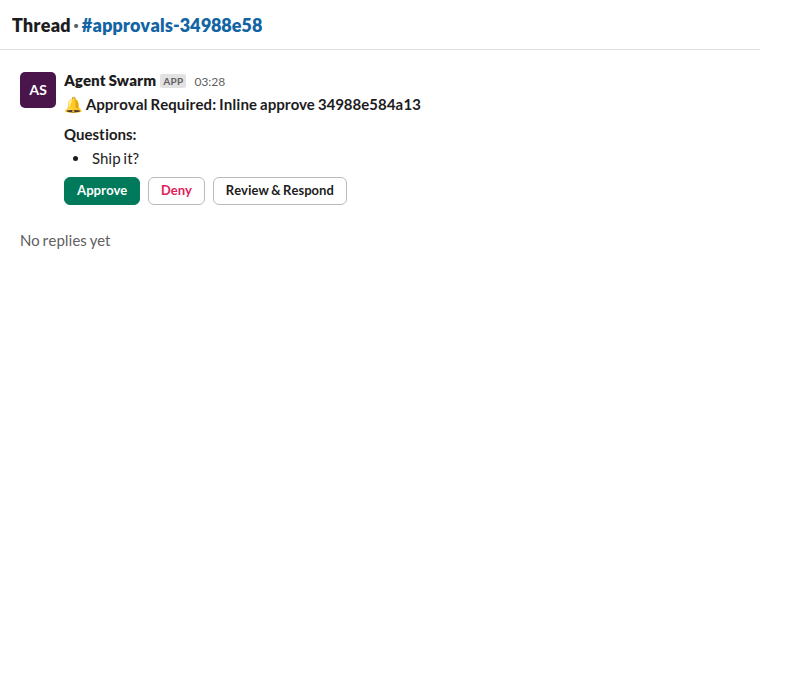 Thread • #approvals-34988e58
AS
Agent Swarm APP 03:28
🔔 Approval Required: Inline approve 34988e584a13
Questions:
• Ship it?
Approve Deny Review & Respond
No replies yet